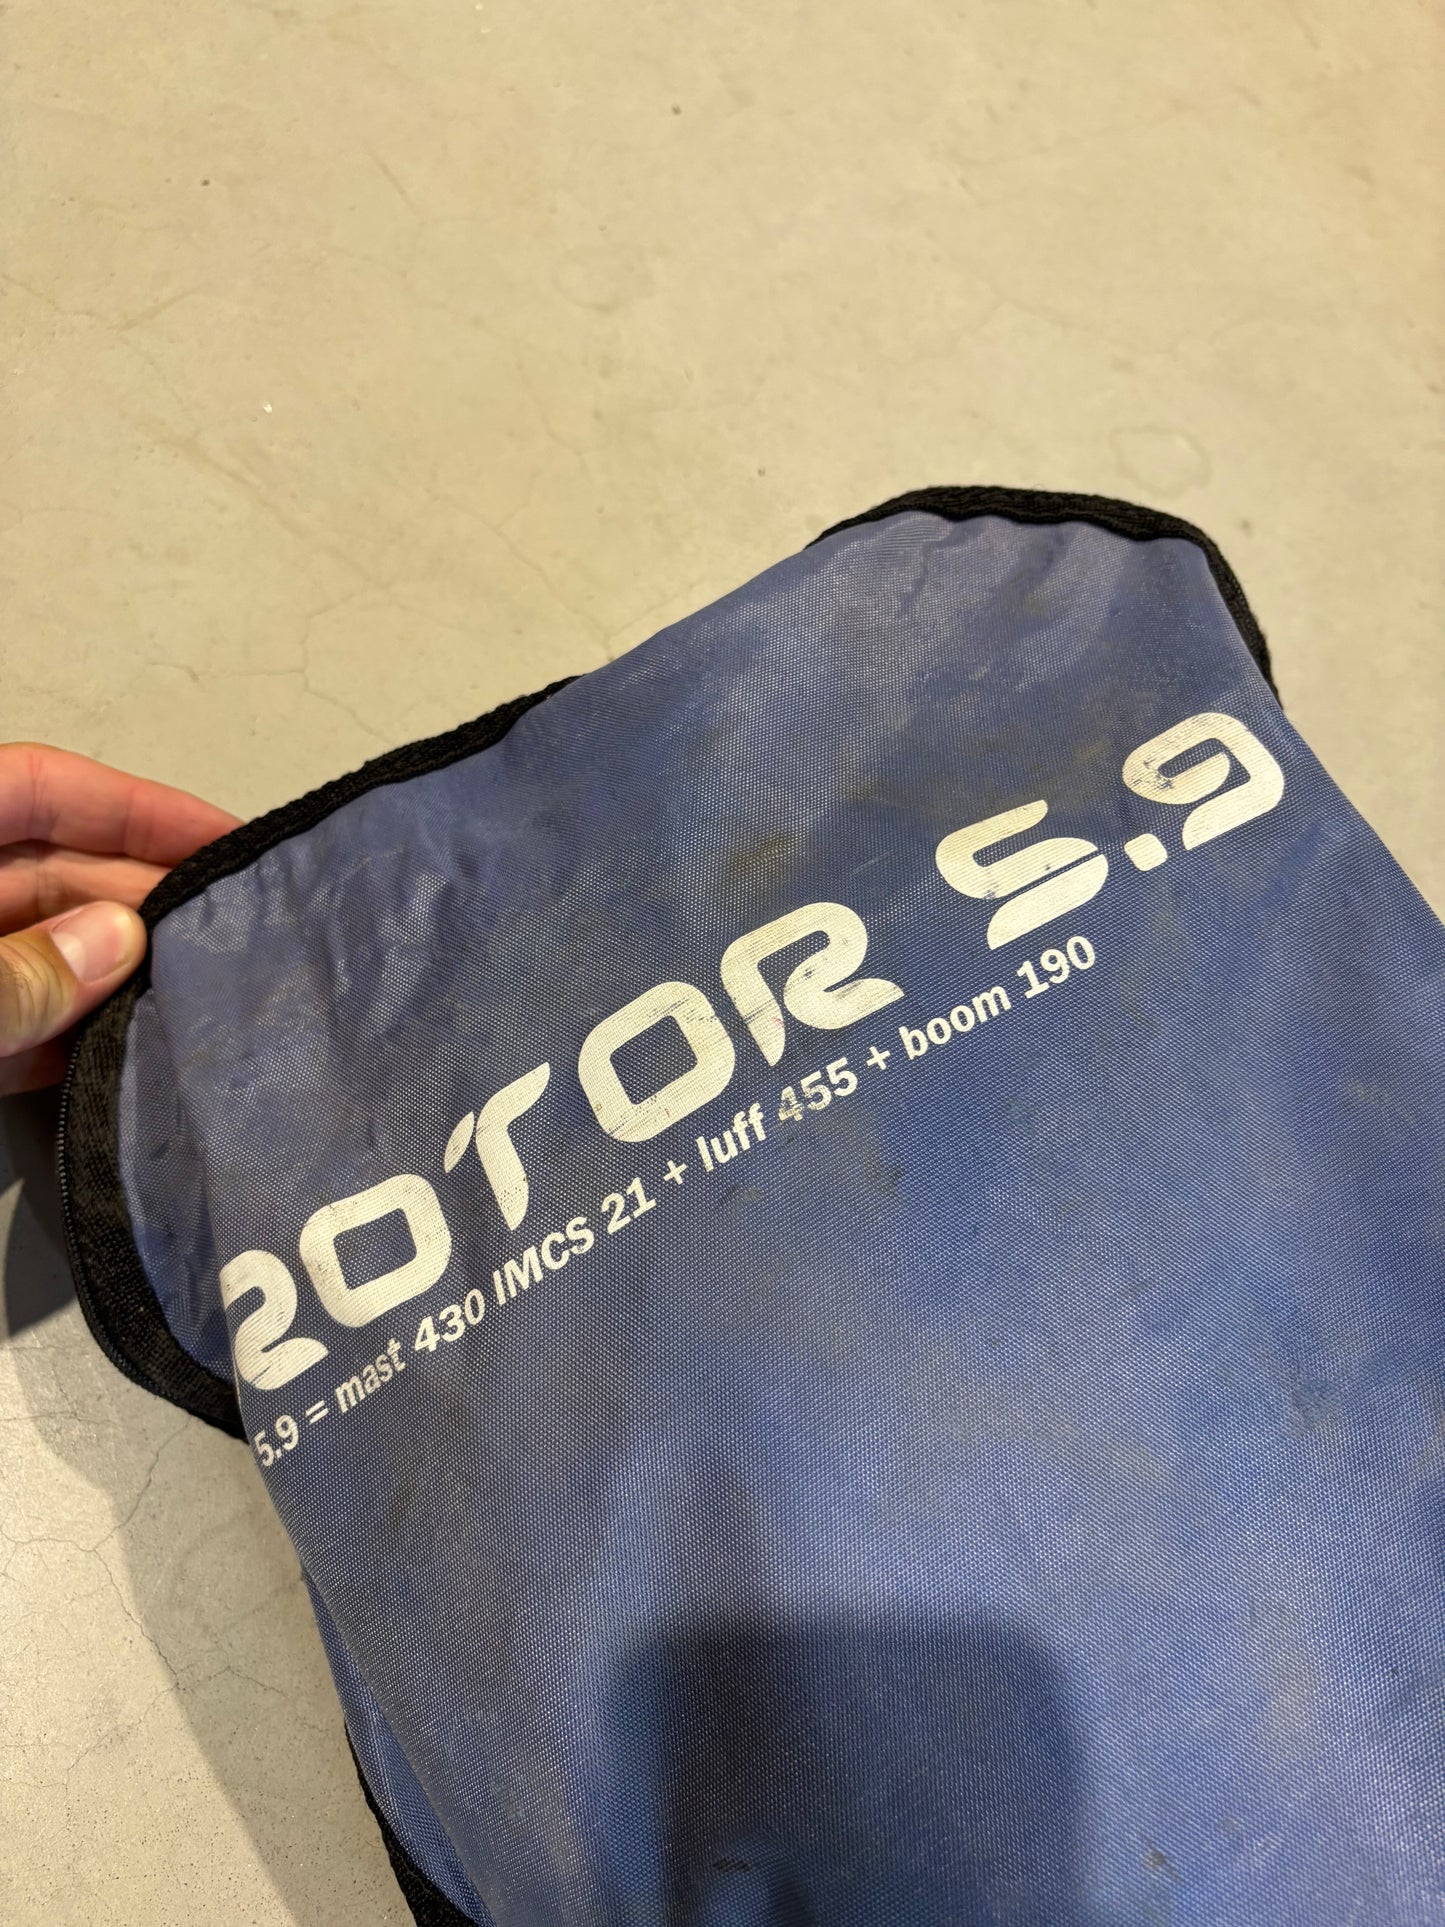 ROTOR 5.9
5.9 = mast 430 IMCS 21 + luff 455 + boom 190